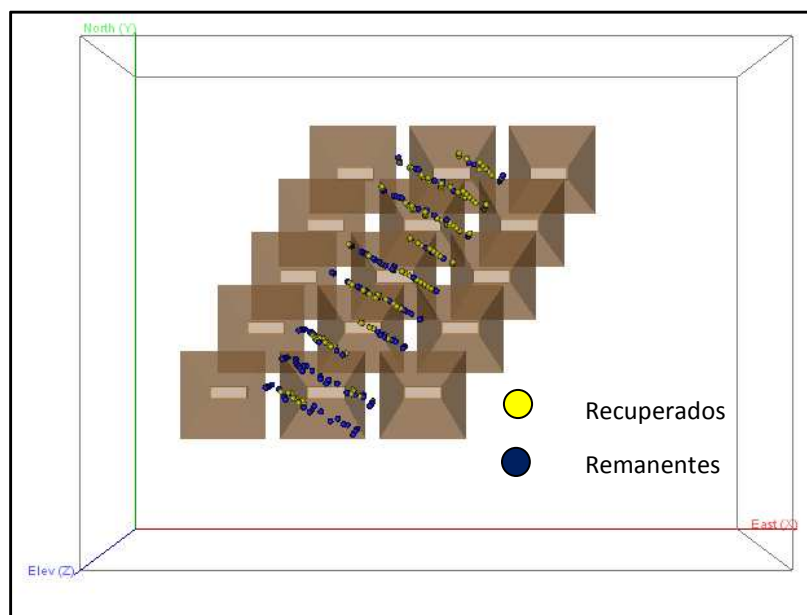 North (Y)
Recuperados
Remanentes
East (X)
Elev (Z)